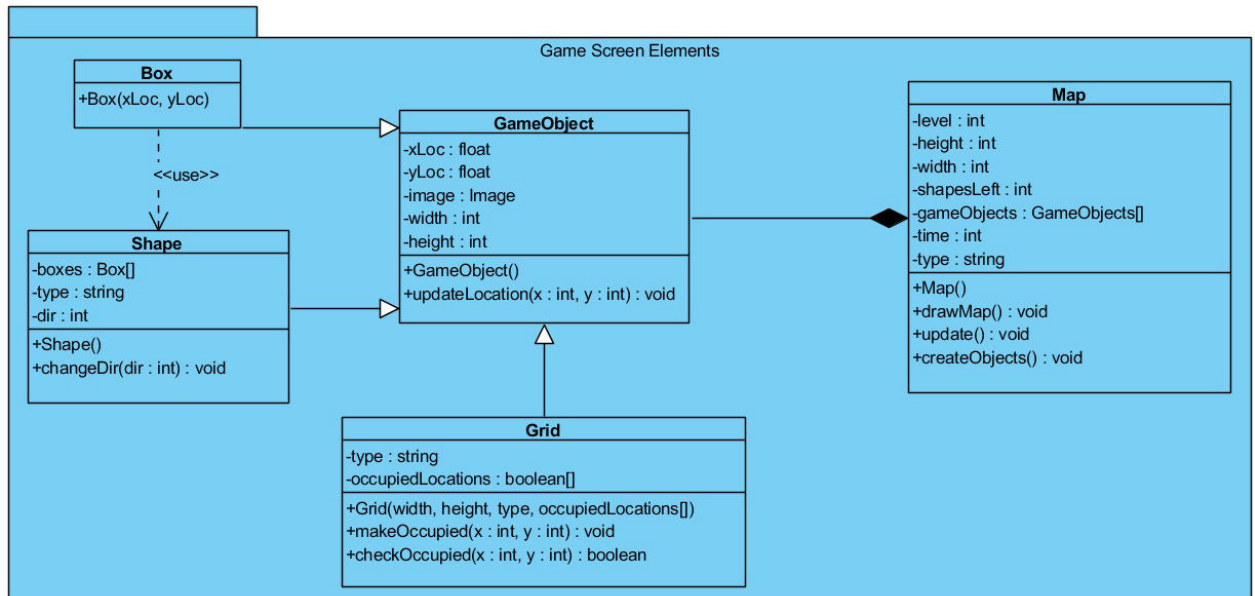 Game Screen Elements
Box
+Box(xLoc, yLoc)
<<use>>
Shape
-boxes : Box[]
-type : string
-dir : int
+Shape()
+changeDir(dir : int) : void
GameObject
-xLoc : float
-yLoc : float
-image : Image
-width : int
-height : int
+GameObject()
+updateLocation(x : int, y : int) : void
Grid
-type : string
-occupiedLocations : boolean[]
+Grid(width, height, type, occupiedLocations[])
+makeOccupied(x : int, y : int) : void
+checkOccupied(x : int, y : int) : boolean
Map
-level : int
-height : int
-width : int
-shapesLeft : int
-gameObjects : GameObjects[]
-time : int
-type : string
+Map()
+drawMap() : void
+update() : void
+createObjects() : void